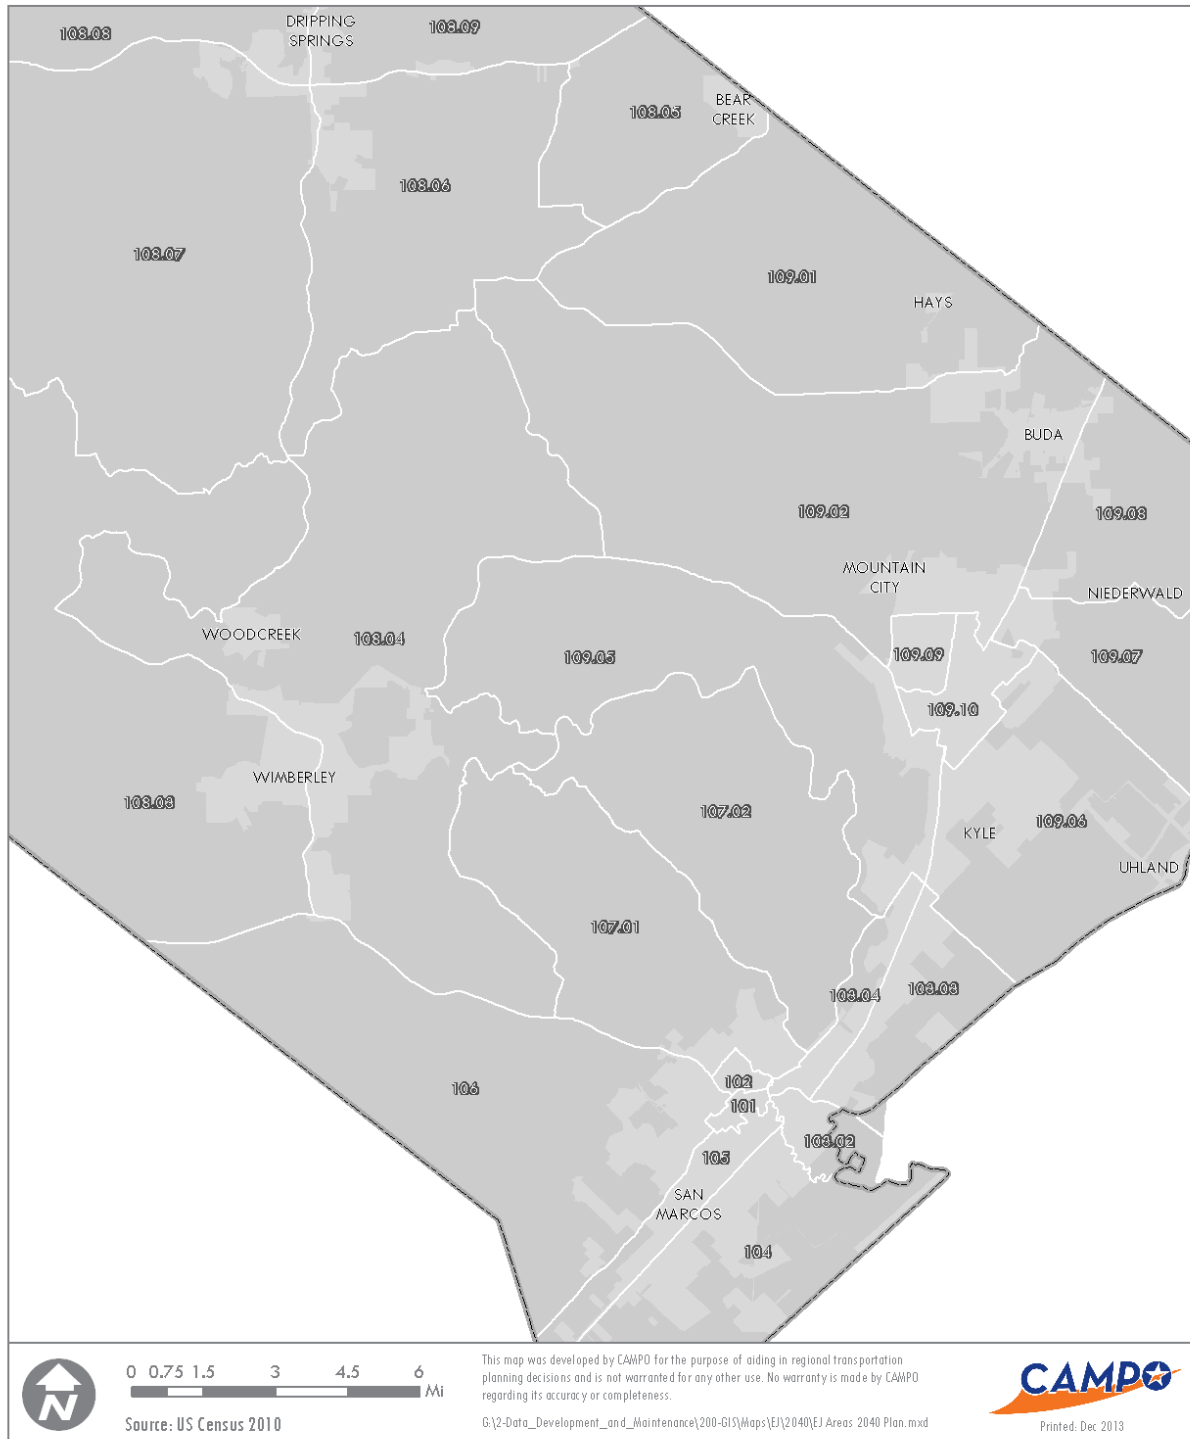 DRIPPING
SPRINGS
108.08
108.09
BEAR
CREEK
108.05
108.06
108.07
109.01
HAYS
BUDA
109.02
109.08
MOUNTAIN
CITY
NIEDERWALD
WOODCREEK
108.04
109.05
109.09
109.07
109.10
WIMBERLEY
108.03
107.02
KYLE
109.06
UHLAND
107.01
103.04
103.03
106
102
101
103.02
105
SAN
MARCOS
104
N
0 0.75 1.5 3 4.5 6
Mi
Source: US Census 2010
This map was developed by CAMPO for the purpose of aiding in regional transportation
planning decisions and is not warranted for any other use. No warranty is made by CAMPO
regarding its accuracy or completeness.
G:\2-Data_Development_and_Maintenance\200-GIS\Maps\EJ\2040\EJ Areas 2040 Plan.mxd
CAMPO
Printed: Dec 2013